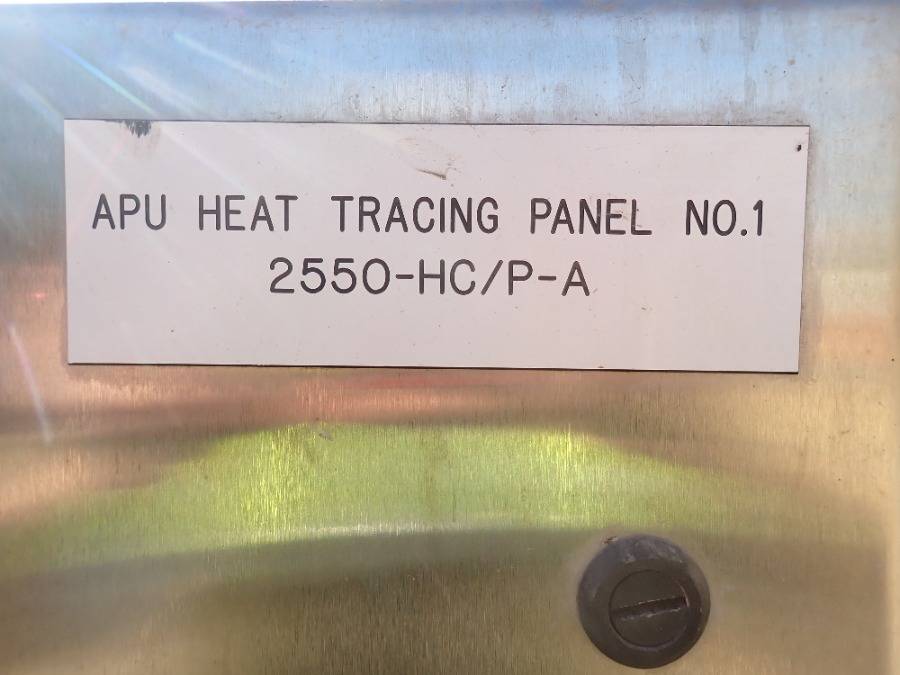 APU HEAT TRACING PANEL NO.1
2550-HC/P-A